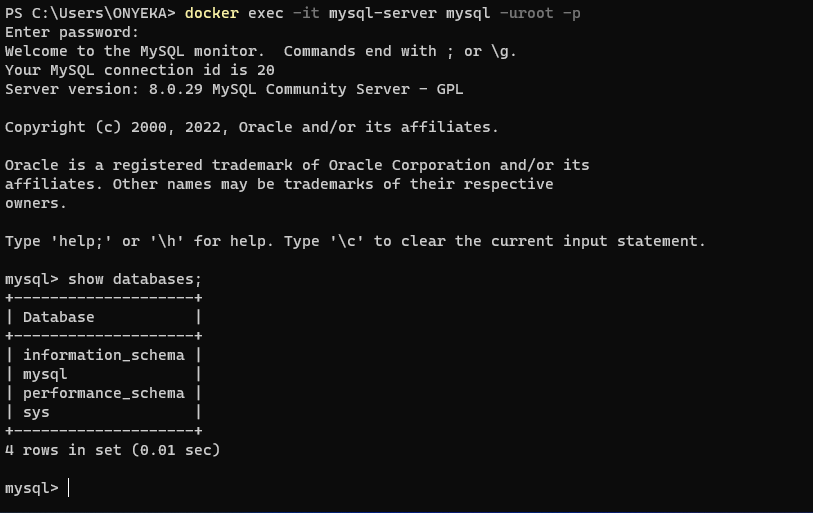 PS C:\Users\ONYEKA> docker exec -it mysql-server mysql -uroot -p
Enter password:
Welcome to the MySQL monitor.  Commands end with ; or \g.
Your MySQL connection id is 20
Server version: 8.0.29 MySQL Community Server - GPL

Copyright (c) 2000, 2022, Oracle and/or its affiliates.

Oracle is a registered trademark of Oracle Corporation and/or its
affiliates. Other names may be trademarks of their respective
owners.

Type 'help;' or '\h' for help. Type '\c' to clear the current input statement.

mysql> show databases;
+--------------------+
| Database           |
+--------------------+
| information_schema |
| mysql              |
| performance_schema |
| sys                |
+--------------------+
4 rows in set (0.01 sec)

mysql>